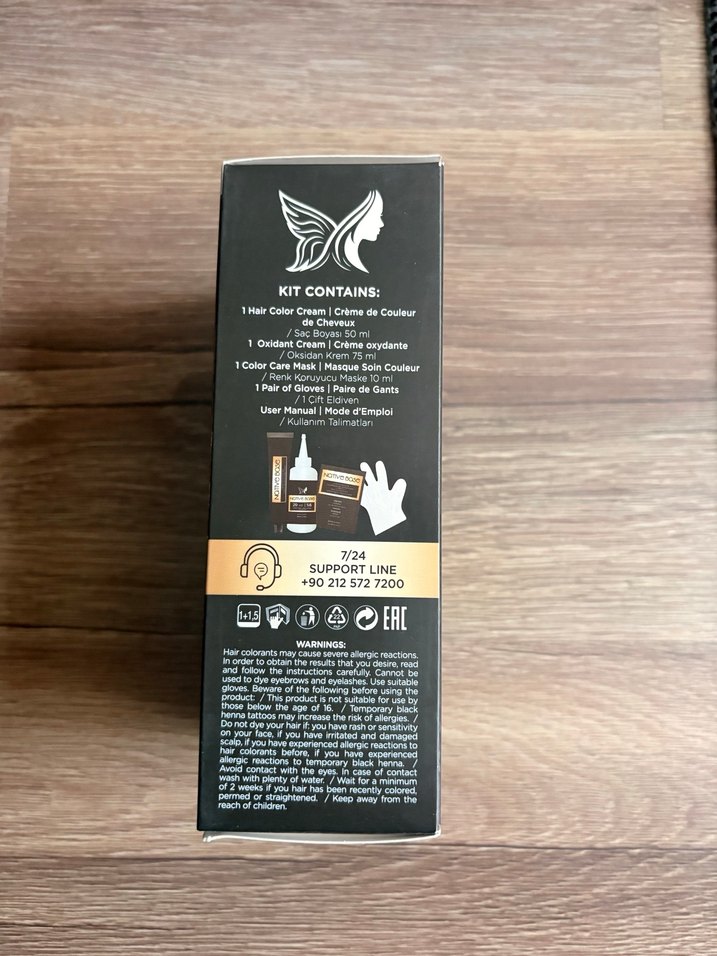 KIT CONTAINS:
1 Hair Color Cream | Crème de Couleur
de Cheveux
/ Saç Boyası 50 ml
1 Oxidant Cream | Crème oxydante
/ Oksidan Krem 75 ml
1 Color Care Mask | Masque Soin Couleur
/ Renk Koruyucu Maske 10 ml
1 Pair of Gloves | Paire de Gants
/ 1 Çift Eldiven
User Manual | Mode d'Emploi
/ Kullanım Talimatları
Native Base
Native Base
Native Base
7/24
SUPPORT LINE
+90 212 572 7200
1+1,5
EAC
WARNINGS:
Hair colorants may cause severe allergic reactions.
In order to obtain the results that you desire, read
and follow the instructions carefully. Cannot be
used to dye eyebrows and eyelashes. Use suitable
gloves. Beware of the following before using the
product: / This product is not suitable for use by
those below the age of 16. / Temporary black
henna tattoos may increase the risk of allergies. /
Do not dye your hair if: you have rash or sensitivity
on your face, if you have irritated and damaged
scalp, if you have experienced allergic reactions to
hair colorants before, if you have experienced
allergic reactions to temporary black henna. /
Avoid contact with the eyes. In case of contact
wash with plenty of water. / Wait for a minimum
of 2 weeks if you hair has been recently colored,
permed or straightened. / Keep away from the
reach of children.